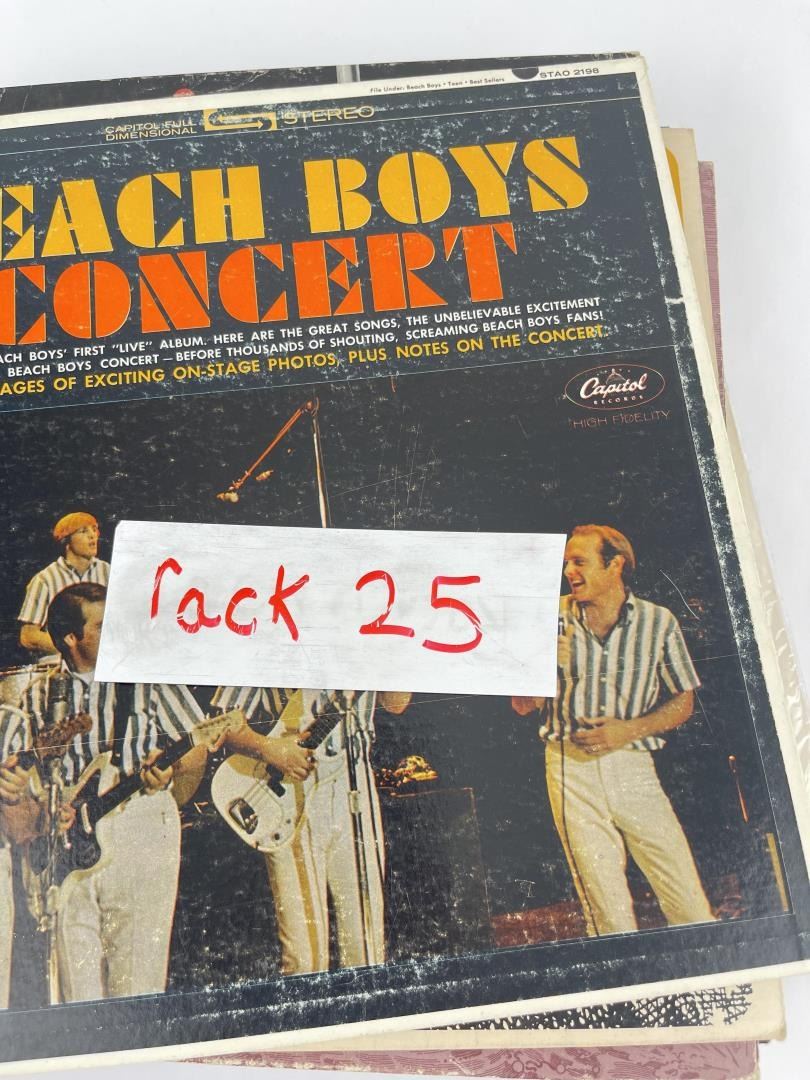 File Under: Beach Boys • Teen • Best Sellers
STAO 2198
CAPITOL FULL
DIMENSIONAL
STEREO
EACH BOYS
CONCERT
ACH BOYS' FIRST "LIVE" ALBUM. HERE ARE THE GREAT SONGS, THE UNBELIEVABLE EXCITEMENT
BEACH BOYS CONCERT — BEFORE THOUSANDS OF SHOUTING, SCREAMING BEACH BOYS FANS!
AGES OF EXCITING ON-STAGE PHOTOS, PLUS NOTES ON THE CONCERT.
Capitol
RECORDS
HIGH FIDELITY
rack 25